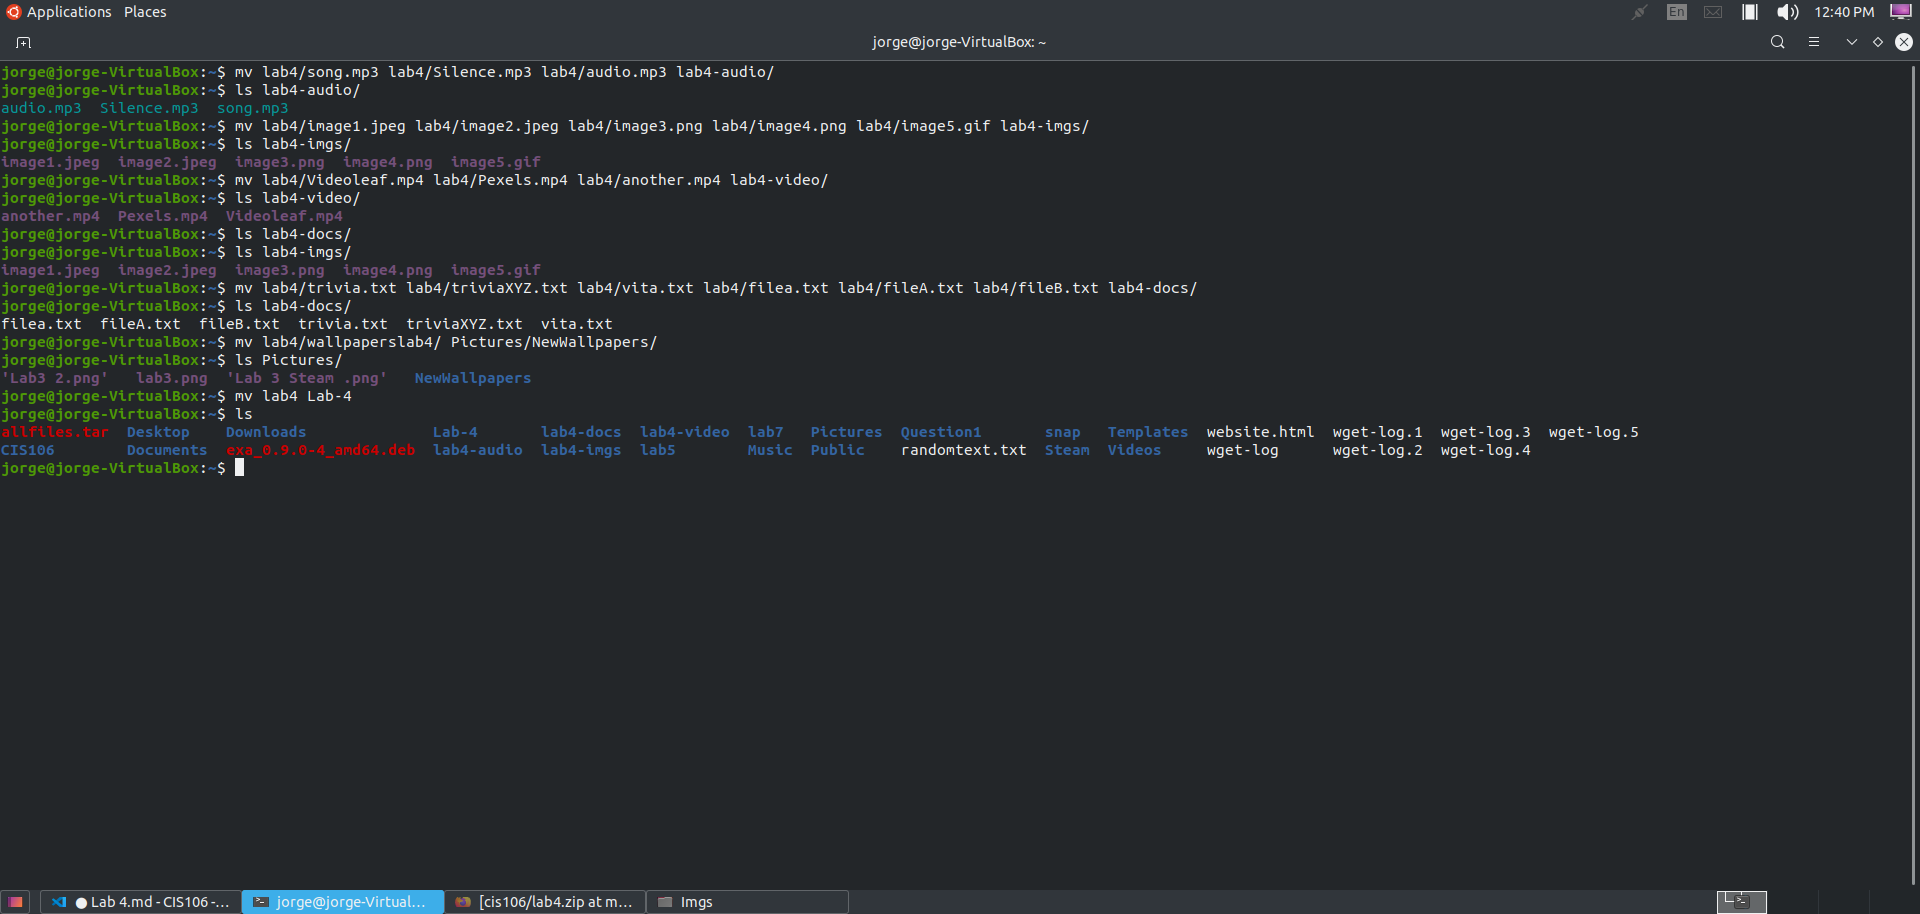 Applications Places En 12:40 PM
jorge@jorge-VirtualBox: ~
jorge@jorge-VirtualBox:~$ mv lab4/song.mp3 lab4/Silence.mp3 lab4/audio.mp3 lab4-audio/
jorge@jorge-VirtualBox:~$ ls lab4-audio/
audio.mp3 Silence.mp3 song.mp3
jorge@jorge-VirtualBox:~$ mv lab4/image1.jpeg lab4/image2.jpeg lab4/image3.png lab4/image4.png lab4/image5.gif lab4-imgs/
jorge@jorge-VirtualBox:~$ ls lab4-imgs/
image1.jpeg image2.jpeg image3.png image4.png image5.gif
jorge@jorge-VirtualBox:~$ mv lab4/Videoleaf.mp4 lab4/Pexels.mp4 lab4/another.mp4 lab4-video/
jorge@jorge-VirtualBox:~$ ls lab4-video/
another.mp4 Pexels.mp4 Videoleaf.mp4
jorge@jorge-VirtualBox:~$ ls lab4-docs/
jorge@jorge-VirtualBox:~$ ls lab4-imgs/
image1.jpeg image2.jpeg image3.png image4.png image5.gif
jorge@jorge-VirtualBox:~$ mv lab4/trivia.txt lab4/triviaXYZ.txt lab4/vita.txt lab4/filea.txt lab4/fileA.txt lab4/fileB.txt lab4-docs/
jorge@jorge-VirtualBox:~$ ls lab4-docs/
filea.txt fileA.txt fileB.txt trivia.txt triviaXYZ.txt vita.txt
jorge@jorge-VirtualBox:~$ mv lab4/wallpaperslab4/ Pictures/NewWallpapers/
jorge@jorge-VirtualBox:~$ ls Pictures/
'Lab3 2.png' lab3.png 'Lab 3 Steam .png' NewWallpapers
jorge@jorge-VirtualBox:~$ mv lab4 Lab-4
jorge@jorge-VirtualBox:~$ ls
allfiles.tar Desktop Downloads Lab-4 lab4-docs lab4-video lab7 Pictures Question1 snap Templates website.html wget-log.1 wget-log.3 wget-log.5
CIS106 Documents exa_0.9.0-4_amd64.deb lab4-audio lab4-imgs lab5 Music Public randomtext.txt Steam Videos wget-log wget-log.2 wget-log.4
jorge@jorge-VirtualBox:~$
● Lab 4.md - CIS106 -... jorge@jorge-Virtual... [cis106/lab4.zip at m... Imgs